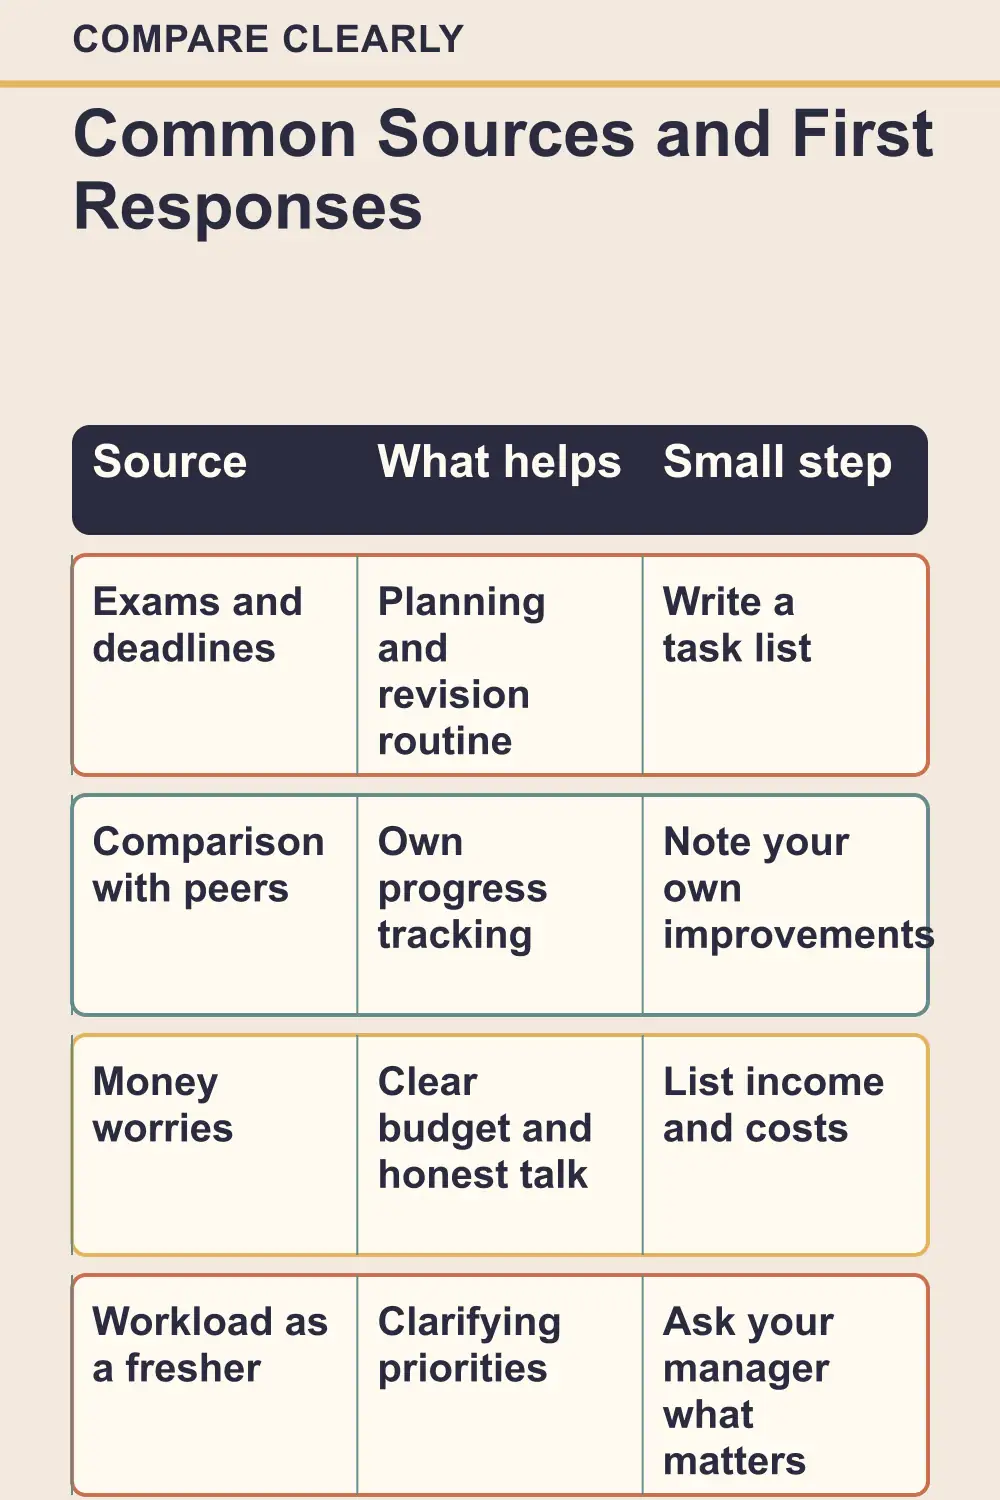 COMPARE CLEARLY
Common Sources and First
Responses
Source
What helps
Small step
Exams and
deadlines
Planning
and
revision
routine
Write a
task list
Comparison
with peers
Own
progress
tracking
Note your
own
improvements
Money
worries
Clear
budget and
honest talk
List income
and costs
Workload as
a fresher
Clarifying
priorities
Ask your
manager
what
matters